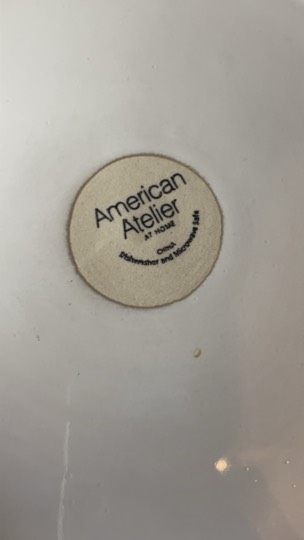 American
Atelier
AT HOME
CHINA
Dishwasher and Microwave Safe